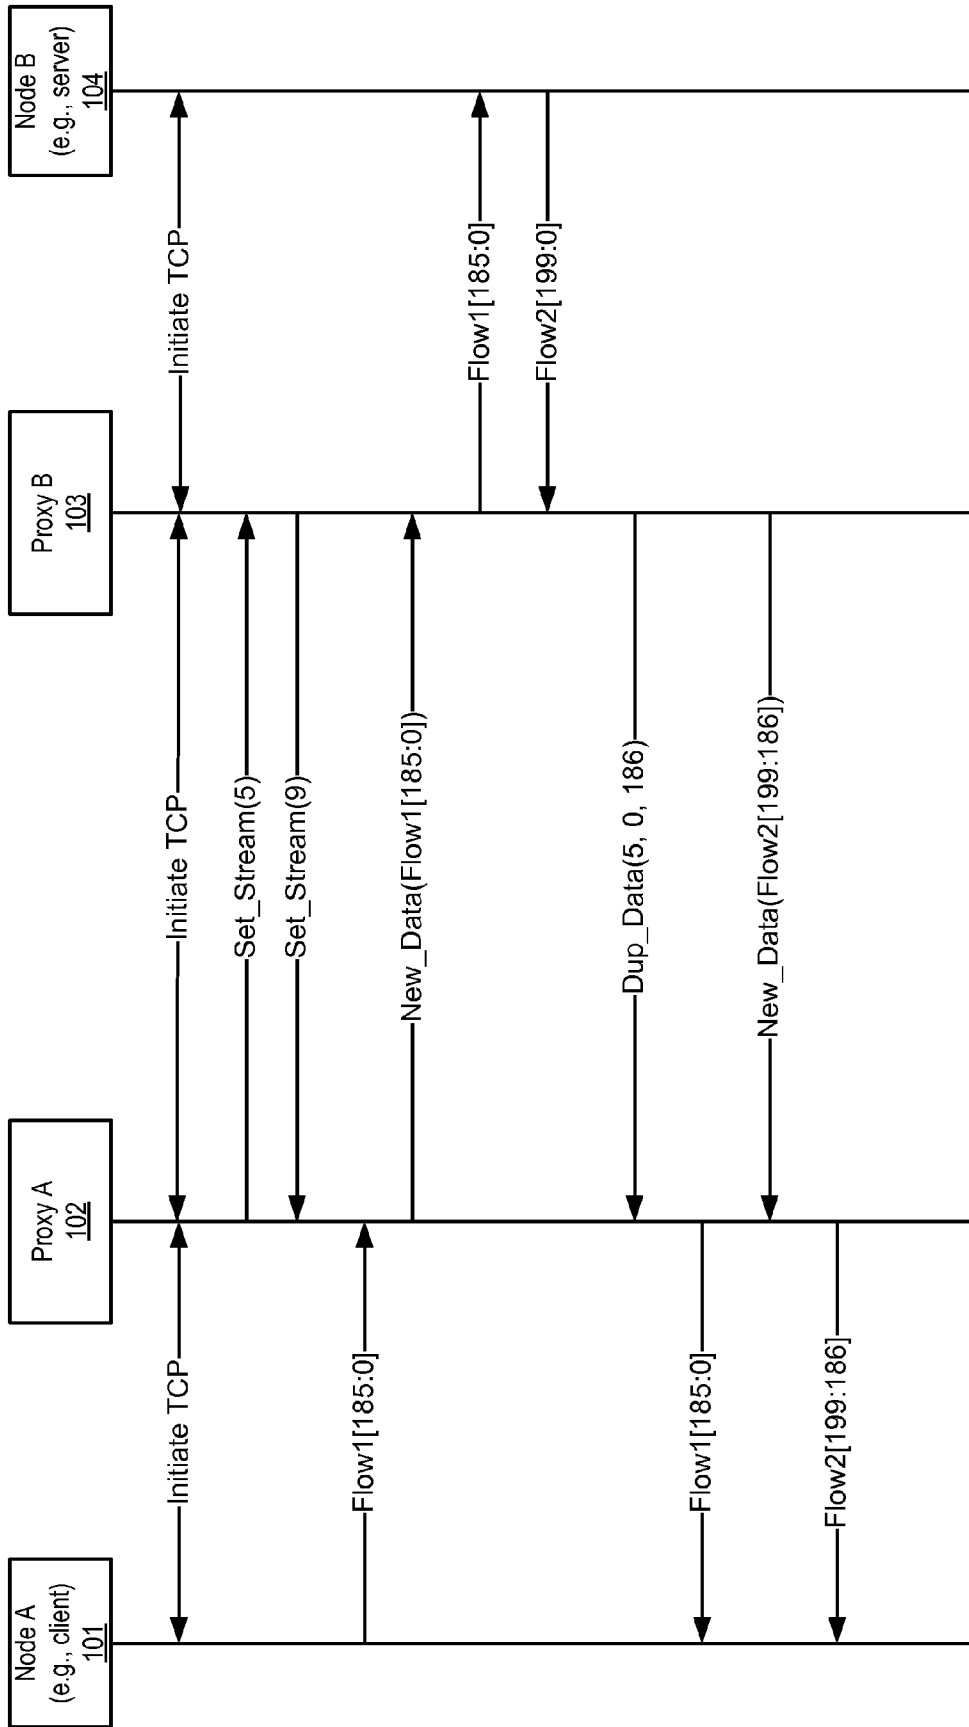 Node A
(e.g., client)
101
Proxy A
102
Proxy B
103
Node B
(e.g., server)
104
Initiate TCP
Initiate TCP
Initiate TCP
Set_Stream(5)
Set_Stream(9)
Flow1[185:0]
New_Data(Flow1[185:0])
Flow1[185:0]
Flow2[199:0]
Dup_Data(5, 0, 186)
Flow1[185:0]
New_Data(Flow2[199:186])
Flow2[199:186]